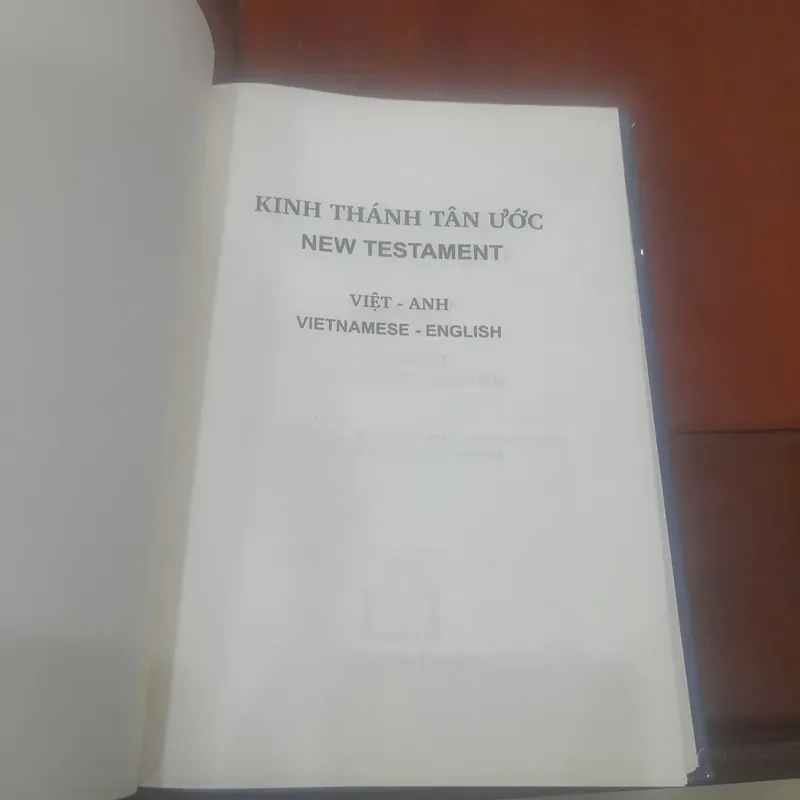 KINH THÁNH TÂN ƯỚC
NEW TESTAMENT
VIỆT - ANH
VIETNAMESE - ENGLISH